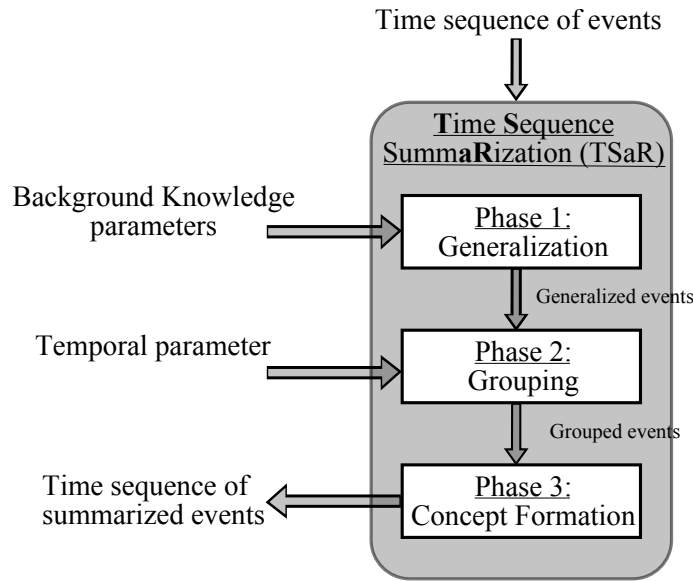 Time sequence of events
Time Sequence
SummaRization (TSaR)
Background Knowledge
parameters
Phase 1:
Generalization
Generalized events
Temporal parameter
Phase 2:
Grouping
Grouped events
Time sequence of
summarized events
Phase 3:
Concept Formation